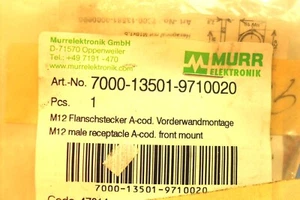 Murrelektronik GmbH
D-71570 Oppenweiler
Tel.: +49 7191 - 470
www.murrelektronik.com
MURR
ELEKTRONIK
Art.-No. 7000-13501-9710020
Pcs. 1
M12 Flanschstecker A-cod. Vorderwandmontage
M12 male receptacle A-cod. front mount
7000-13501-9710020